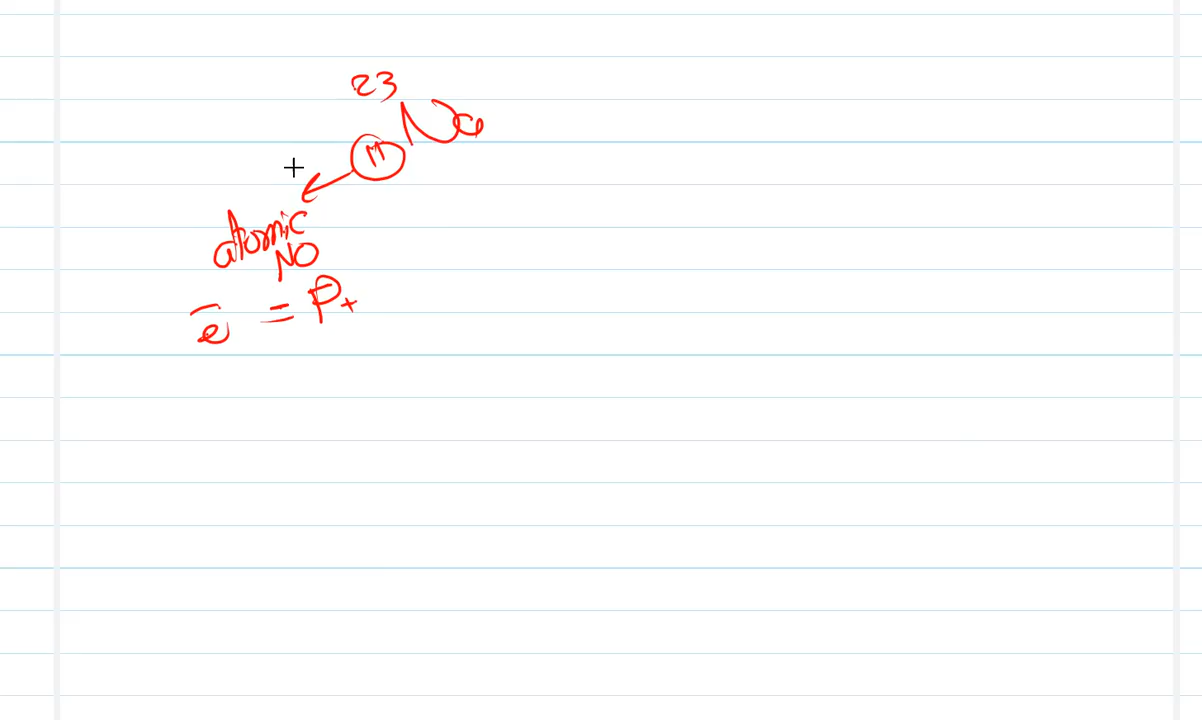 23
11 Na
atomic
NO
e̅ = P+